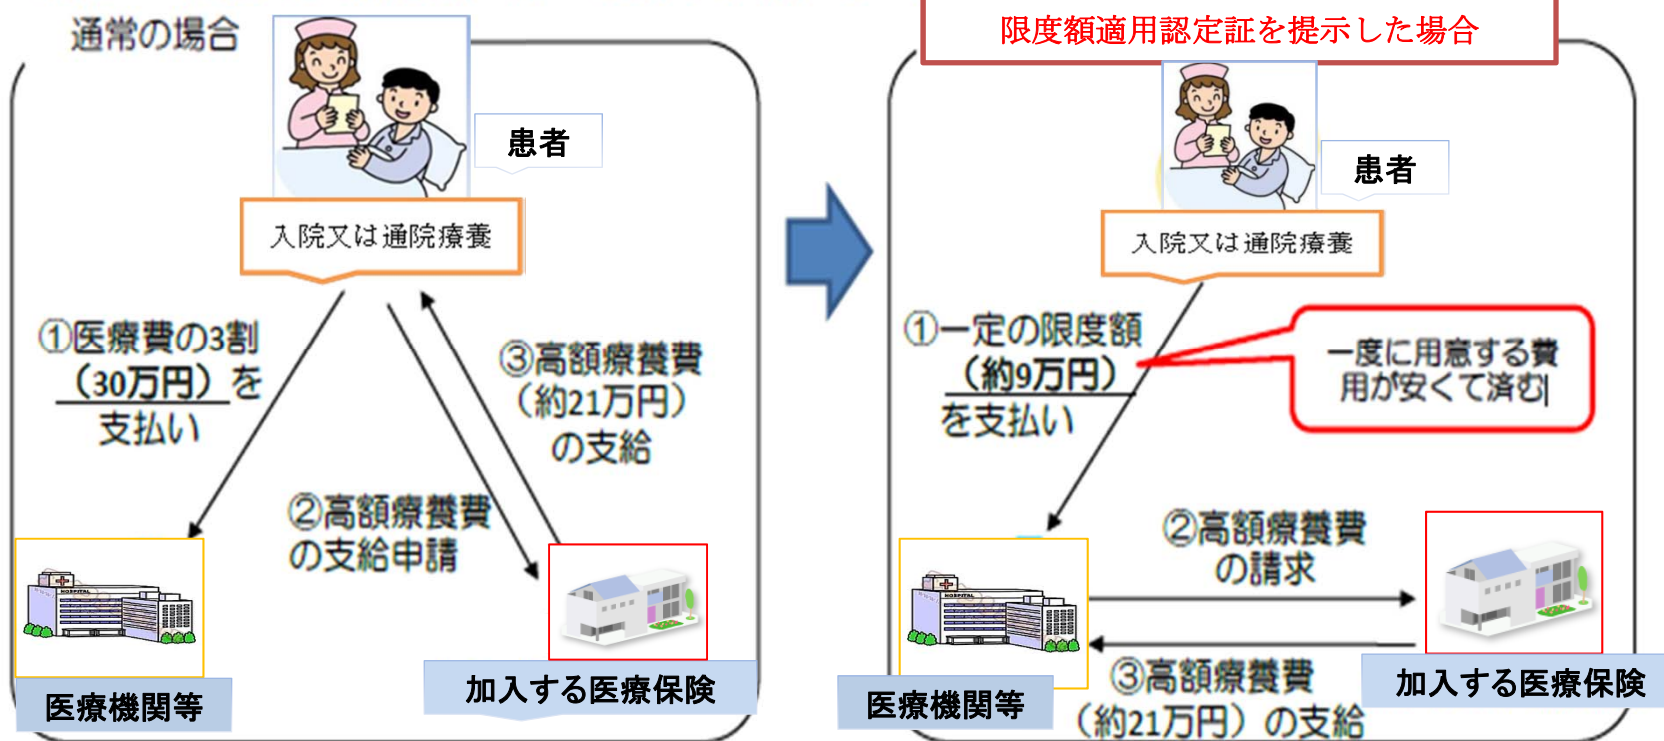 通常の場合
患者
入院又は通院療養
①医療費の3割
(30万円)を
支払い
③高額療養費
(約21万円)
の支給
②高額療養費
の支給申請
HOSPITAL
医療機関等
加入する医療保険
限度額適用認定証を提示した場合
患者
入院又は通院療養
①一定の限度額
(約9万円)
を支払い
一度に用意する費
用が安くて済む
②高額療養費
の請求
HOSPITAL
③高額療養費
(約21万円)の支給
医療機関等
加入する医療保険